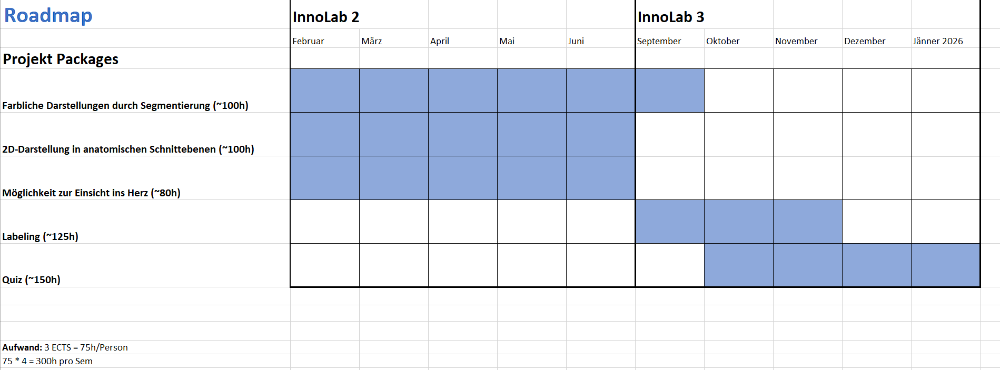 Roadmap
InnoLab 2
InnoLab 3
Februar
März
April
Mai
Juni
September
Oktober
November
Dezember
Jänner 2026
Projekt Packages
Farbliche Darstellungen durch Segmentierung (~100h)
2D-Darstellung in anatomischen Schnittebenen (~100h)
Möglichkeit zur Einsicht ins Herz (~80h)
Labeling (~125h)
Quiz (~150h)
Aufwand: 3 ECTS = 75h/Person
75 * 4 = 300h pro Sem